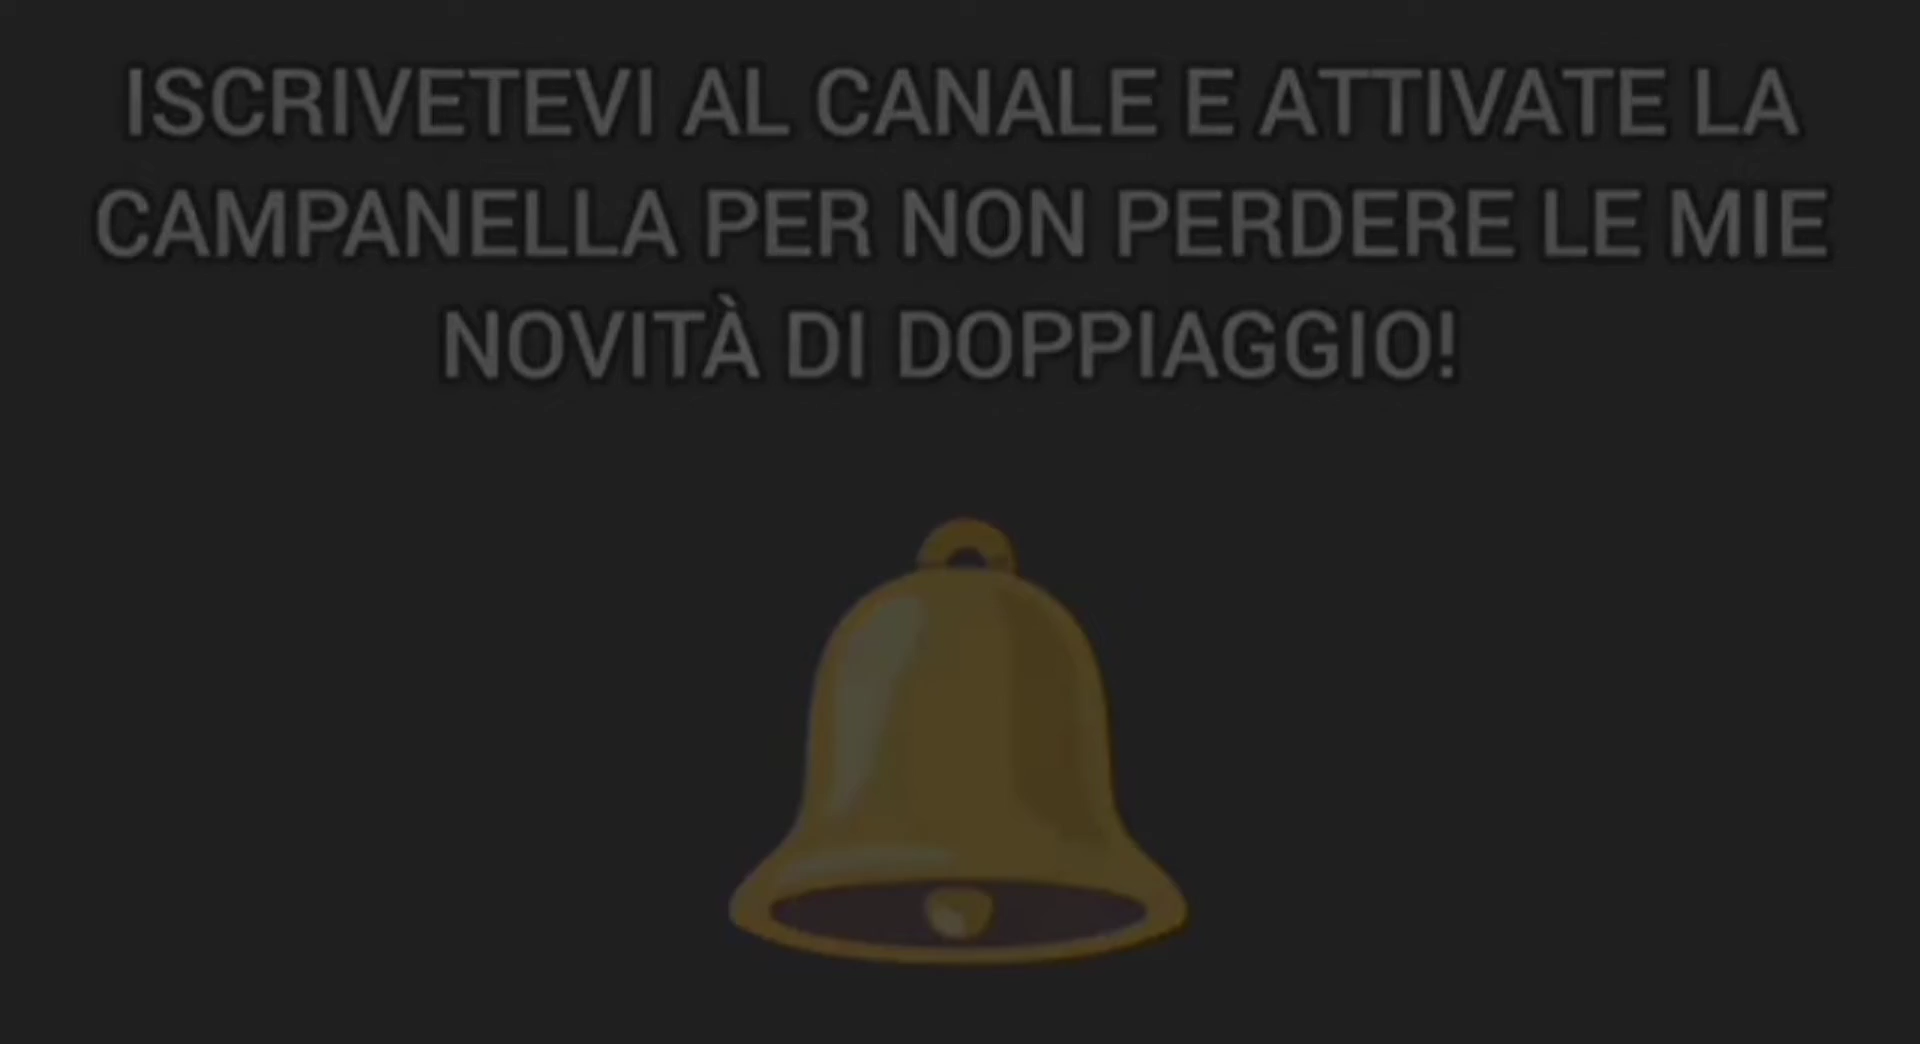 ISCRIVETEVI AL CANALE E ATTIVATE LA
CAMPANELLA PER NON PERDERE LE MIE
NOVITÀ DI DOPPIAGGIO!